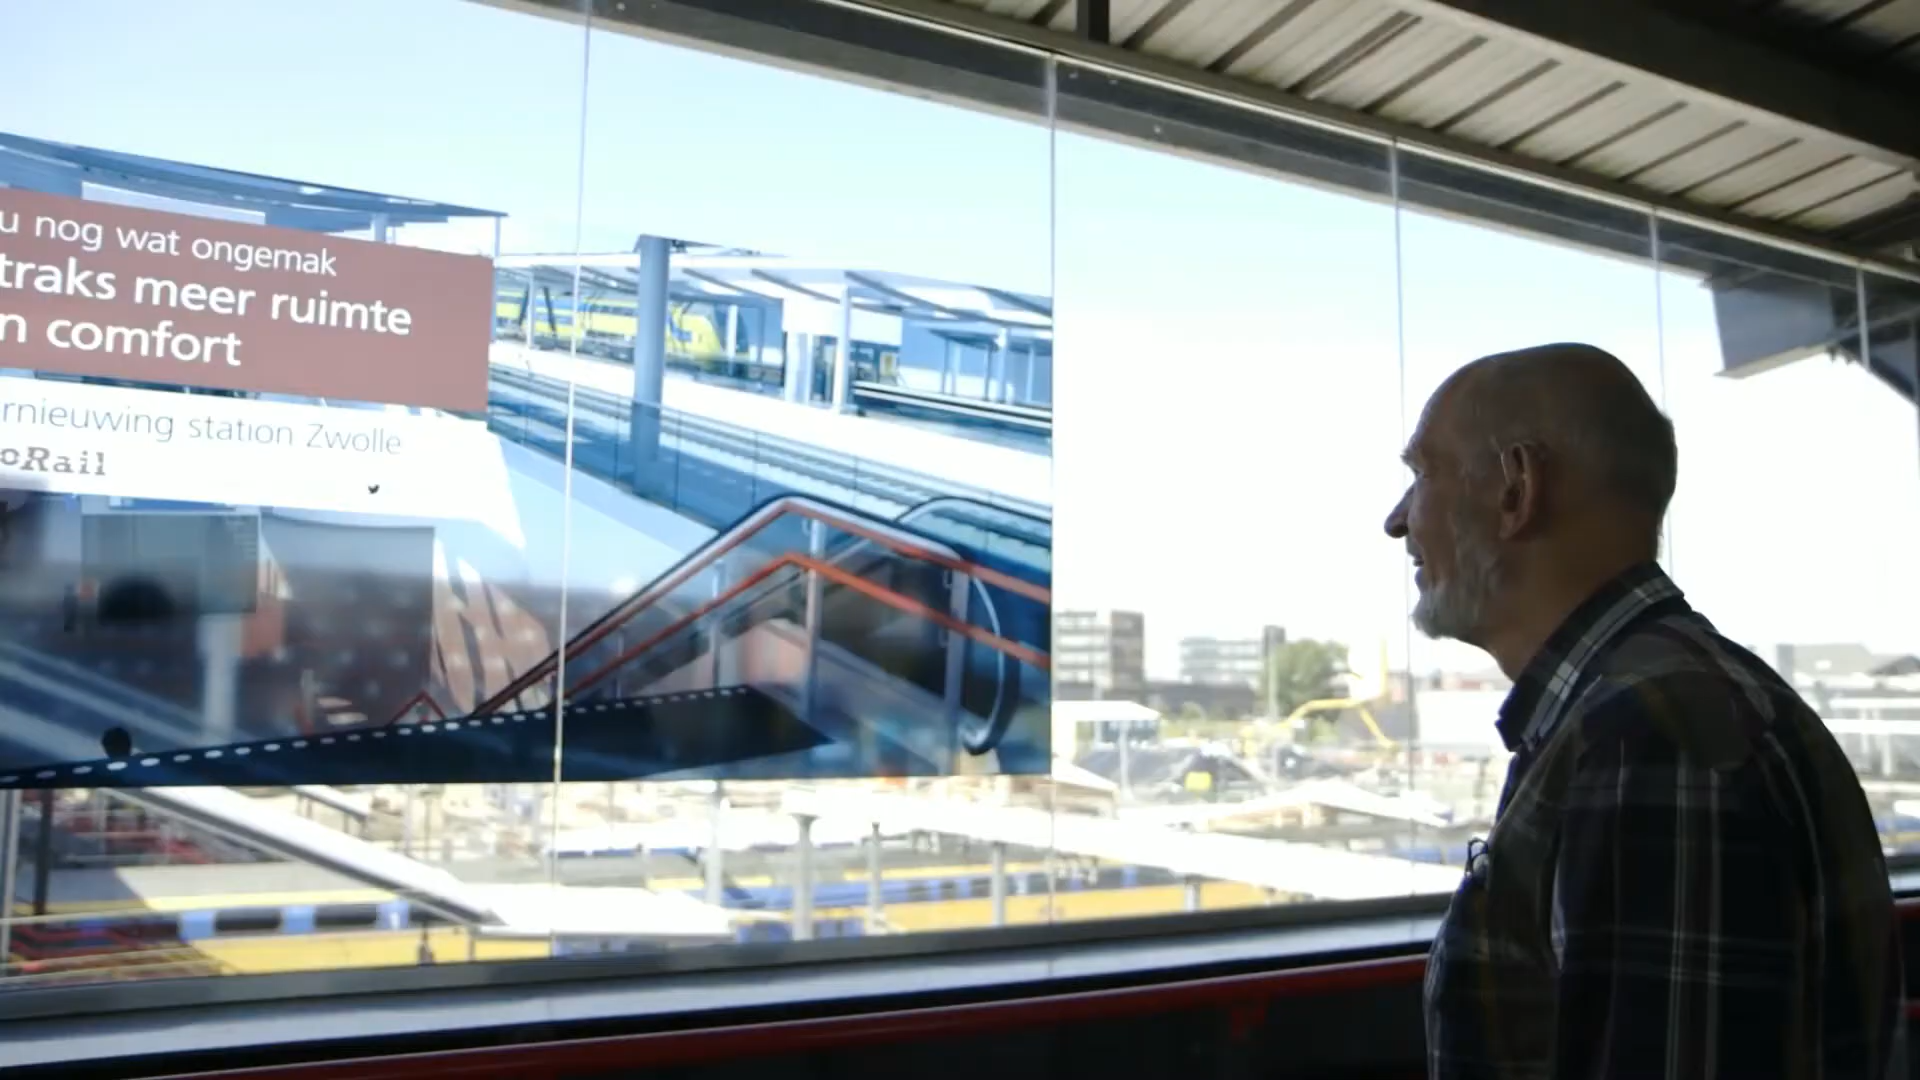 u nog wat ongemak
traks meer ruimte
n comfort
rnieuwing station Zwolle
oRail